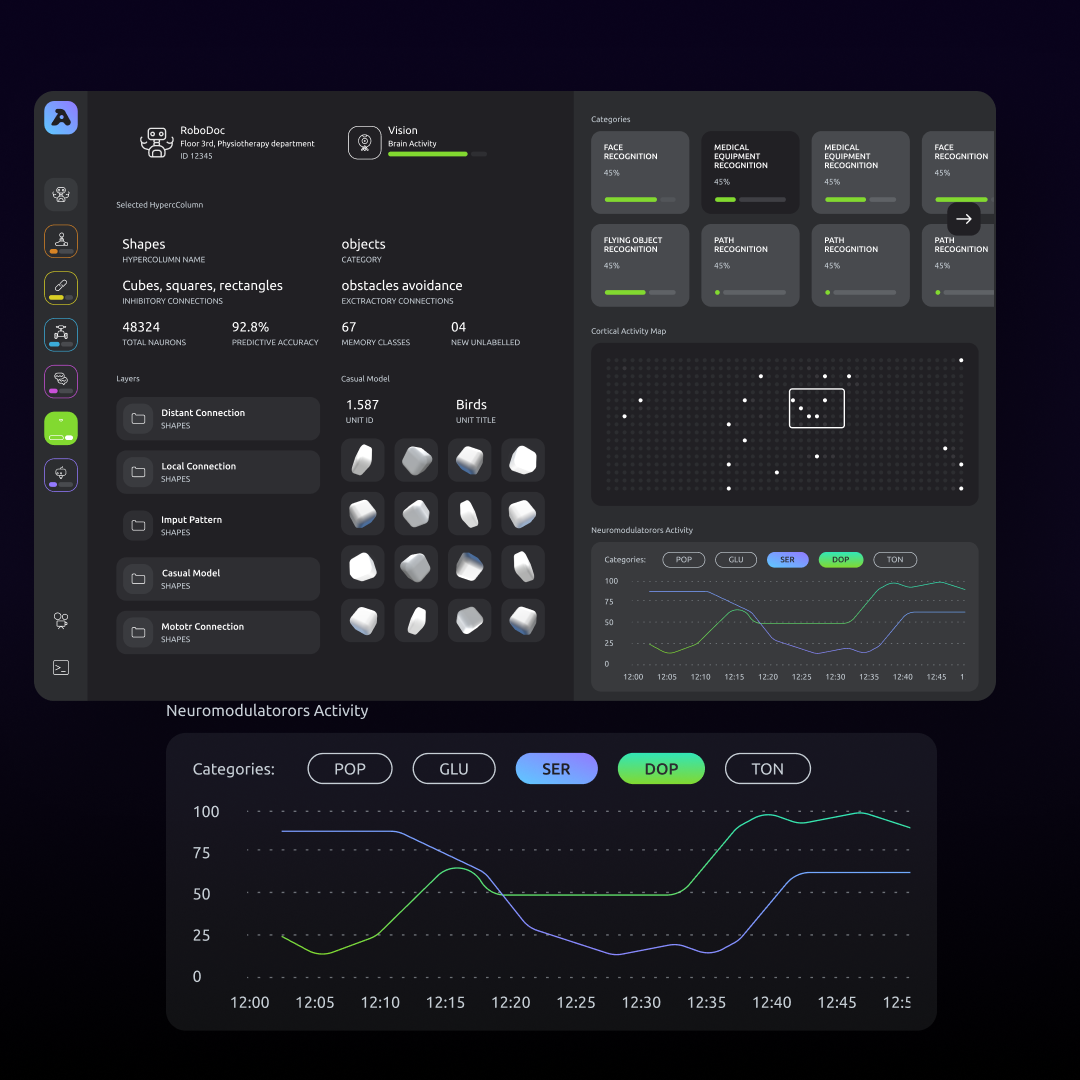 RoboDoc
Floor 3rd, Physiotherapy department
ID 12345
Vision
Brain Activity
Selected HypercColumn
Shapes
HYPERCOLUMN NAME
objects
CATEGORY
Cubes, squares, rectangles
INHIBITORY CONNECTIONS
obstacles avoidance
EXCTRACTORY CONNECTIONS
48324
TOTAL NAURONS
92.8%
PREDICTIVE ACCURACY
67
MEMORY CLASSES
04
NEW UNLABELLED
Layers
Distant Connection
SHAPES
Local Connection
SHAPES
Imput Pattern
SHAPES
Casual Model
SHAPES
Mototr Connection
SHAPES
Casual Model
1.587
UNIT ID
Birds
UNIT TITLE
Categories
FACE
RECOGNITION
45%
MEDICAL
EQUIPMENT
RECOGNITION
45%
MEDICAL
EQUIPMENT
RECOGNITION
45%
FACE
RECOGNITION
45%
FLYING OBJECT
RECOGNITION
45%
PATH
RECOGNITION
45%
PATH
RECOGNITION
45%
PATH
RECOGNITION
45%
Cortical Activity Map
Neuromodulatorors Activity
Categories: POP GLU SER DOP TON
100
75
50
25
0
12:00 12:05 12:10 12:15 12:20 12:25 12:30 12:35 12:40 12:45 1
Neuromodulatorors Activity
Categories: POP GLU SER DOP TON
100
75
50
25
0
12:00 12:05 12:10 12:15 12:20 12:25 12:30 12:35 12:40 12:45